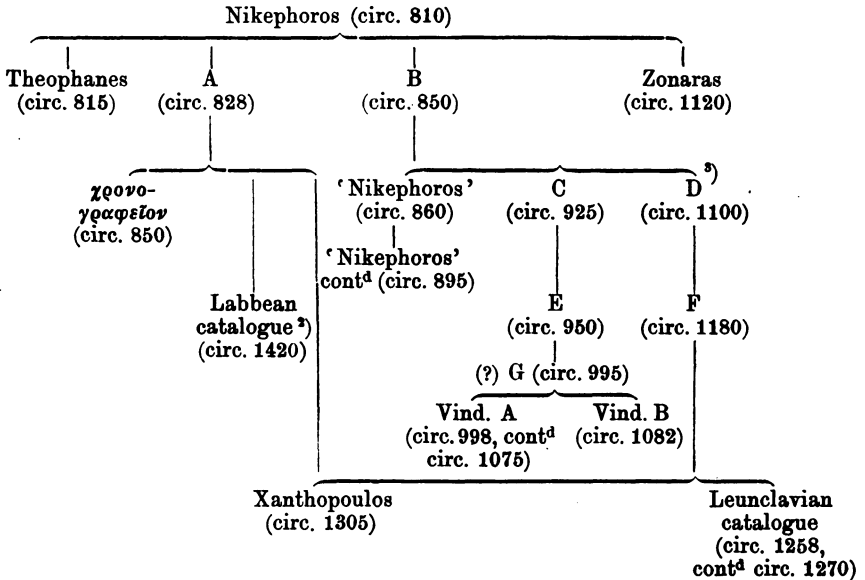 Nikephoros (circ. 810)
Theophanes A B Zonaras
(circ. 815) (circ. 828) (circ. 850) (circ. 1120)
χρονο- ‘Nikephoros’ C D ³)
γραφεῖον (circ. 860) (circ. 925) (circ. 1100)
(circ. 850)
‘Nikephoros’
contᵈ (circ. 895)
Labbean E F
catalogue ²) (circ. 950) (circ. 1180)
(circ. 1420)
(?) G (circ. 995)
Vind. A Vind. B
(circ. 998, contᵈ (circ. 1082)
circ. 1075)
Xanthopoulos Leunclavian
(circ. 1305) catalogue
(circ. 1258,
contᵈ circ. 1270)